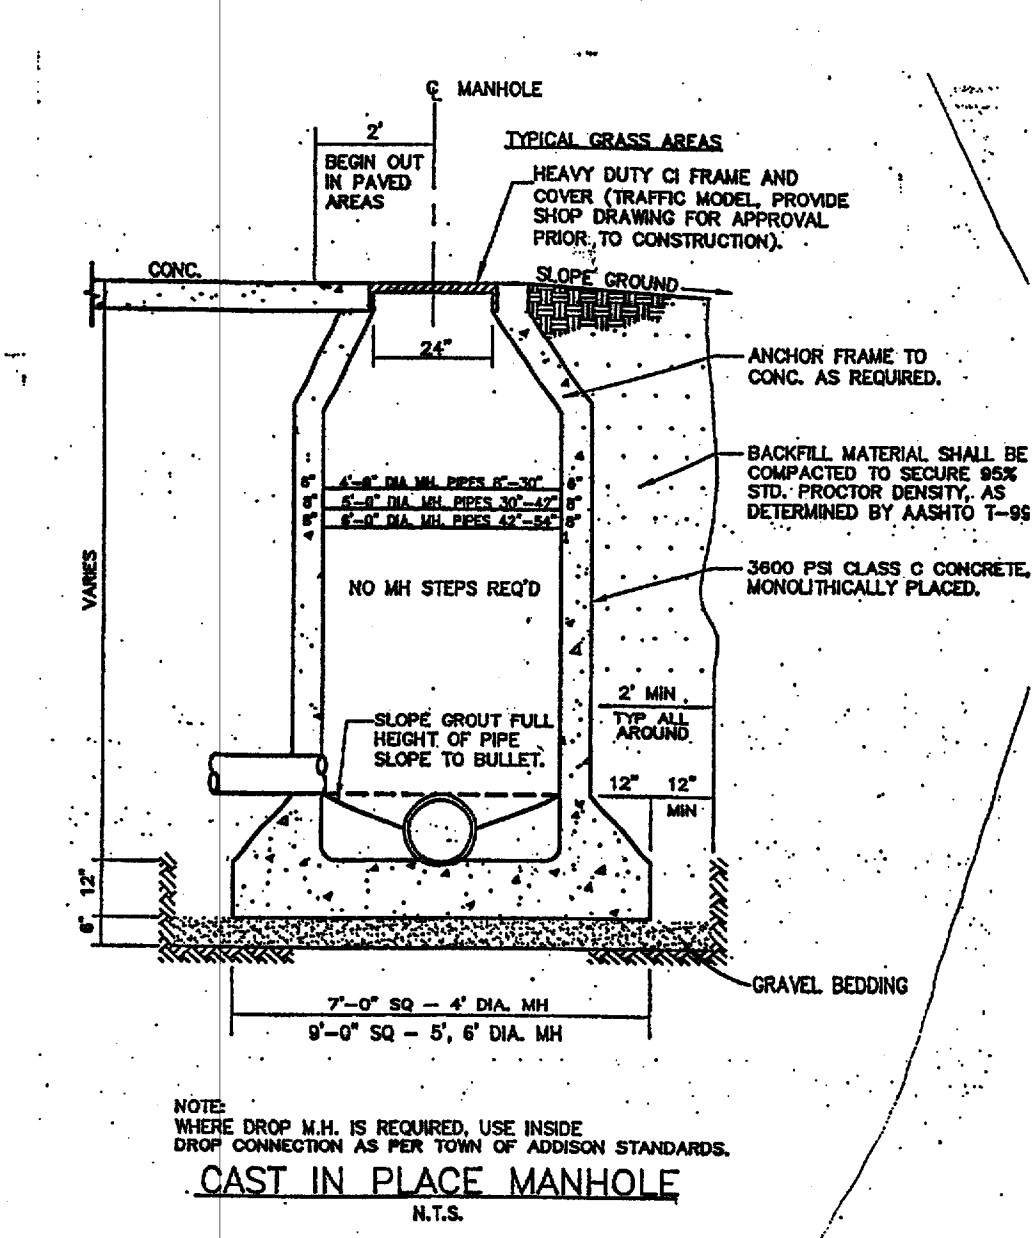 ℄ MANHOLE
2'
BEGIN OUT
IN PAVED
AREAS
TYPICAL GRASS AREAS
HEAVY DUTY CI FRAME AND
COVER (TRAFFIC MODEL, PROVIDE
SHOP DRAWING FOR APPROVAL
PRIOR TO CONSTRUCTION).
CONC.
SLOPE GROUND
24"
ANCHOR FRAME TO
CONC. AS REQUIRED.
BACKFILL MATERIAL SHALL BE
COMPACTED TO SECURE 95%
STD. PROCTOR DENSITY, AS
DETERMINED BY AASHTO T-99
4'-0" DIA MH. PIPES 8"-30" 6"
5'-0" DIA. MH. PIPES 30"-42" 8"
6'-0" DIA. MH. PIPES 42"-54" 8"
VARIES
NO MH STEPS REQ'D
3600 PSI CLASS C CONCRETE,
MONOLITHICALLY PLACED.
2' MIN
TYP ALL
AROUND
SLOPE GROUT FULL
HEIGHT OF PIPE
SLOPE TO BULLET.
12" 12"
MIN
12"
6"
GRAVEL BEDDING
7'-0" SQ - 4' DIA. MH
9'-0" SQ - 5', 6' DIA. MH
NOTE:
WHERE DROP M.H. IS REQUIRED, USE INSIDE
DROP CONNECTION AS PER TOWN OF ADDISON STANDARDS.
CAST IN PLACE MANHOLE
N.T.S.